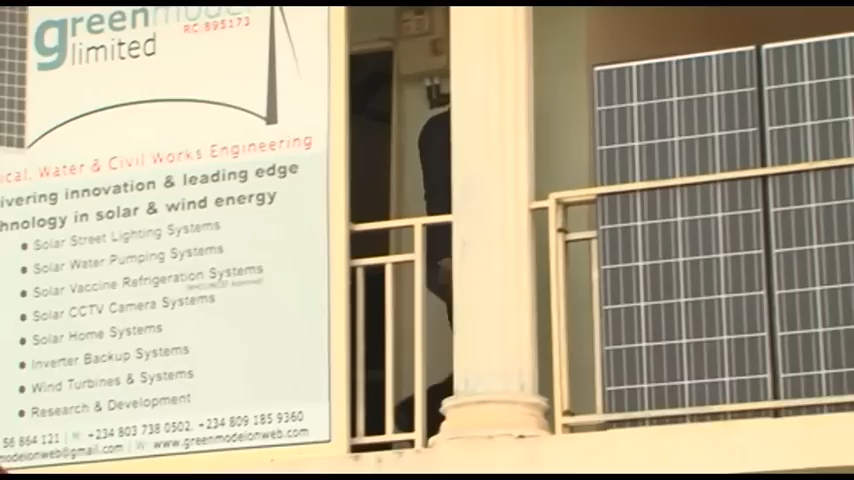 greenmodel
RC: 895173
limited
ical, Water & Civil Works Engineering
ivering innovation & leading edge
hnology in solar & wind energy
• Solar Street Lighting Systems
• Solar Water Pumping Systems
• Solar Vaccine Refrigeration Systems
• Solar CCTV Camera Systems
• Solar Home Systems
• Inverter Backup Systems
• Wind Turbines & Systems
• Research & Development
56 864 121 | M: +234 803 738 0502, +234 809 185 9360
modelonweb@gmail.com | W: www.greenmodelonweb.com